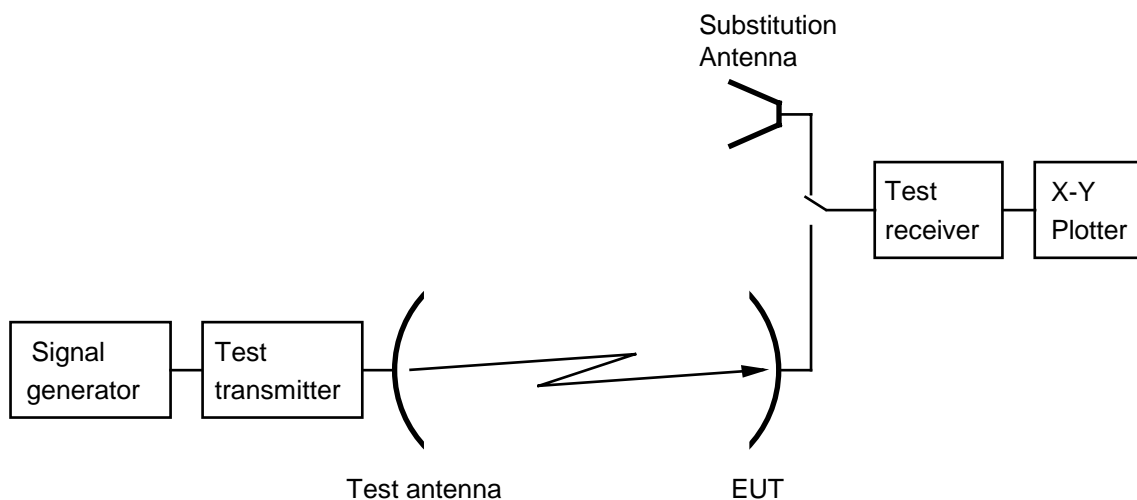 Substitution
Antenna
Test
receiver
X-Y
Plotter
Signal
generator
Test
transmitter
Test antenna
EUT